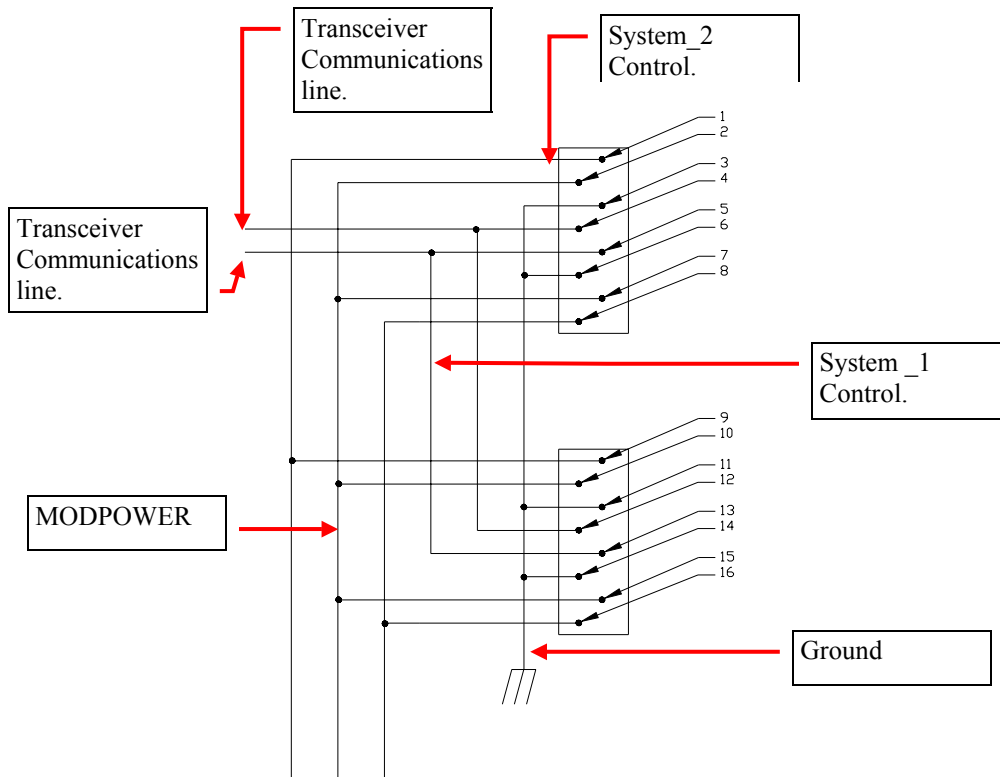 Transceiver
Communications
line.
System_2
Control.
1
2
3
4
5
6
7
8
Transceiver
Communications
line.
System _1
Control.
9
10
11
12
13
14
15
16
MODPOWER
Ground